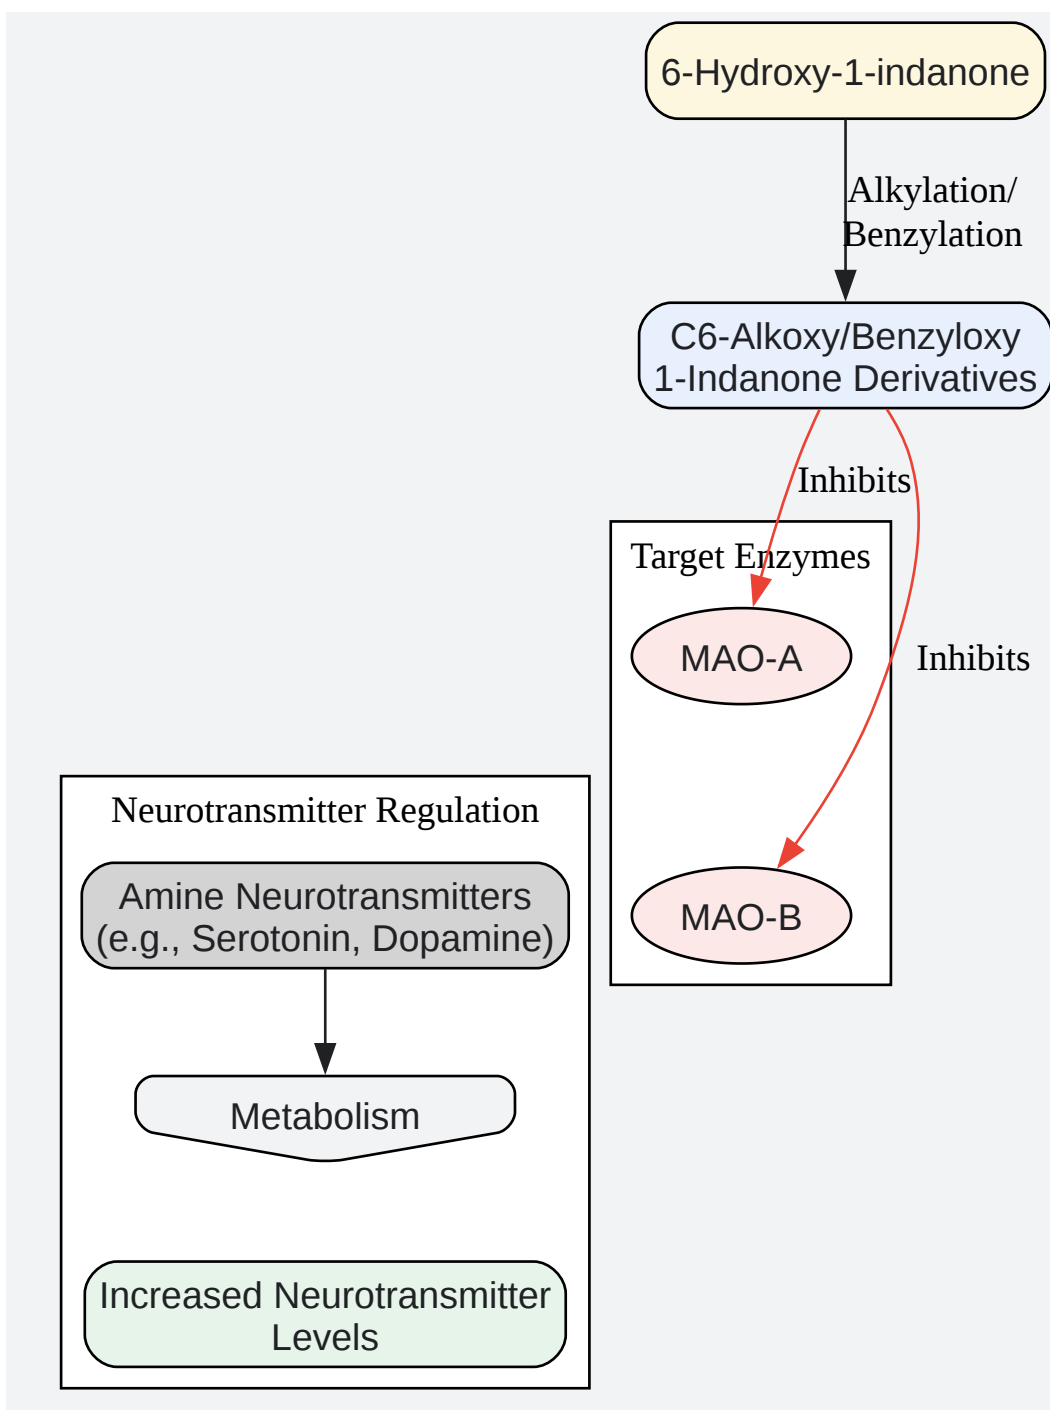 6-Hydroxy-1-indanone
Alkylation/
Benzylation
C6-Alkoxy/Benzyloxy
1-Indanone Derivatives
Inhibits
Target Enzymes
MAO-A
Inhibits
MAO-B
Neurotransmitter Regulation
Amine Neurotransmitters
(e.g., Serotonin, Dopamine)
Metabolism
Increased Neurotransmitter
Levels